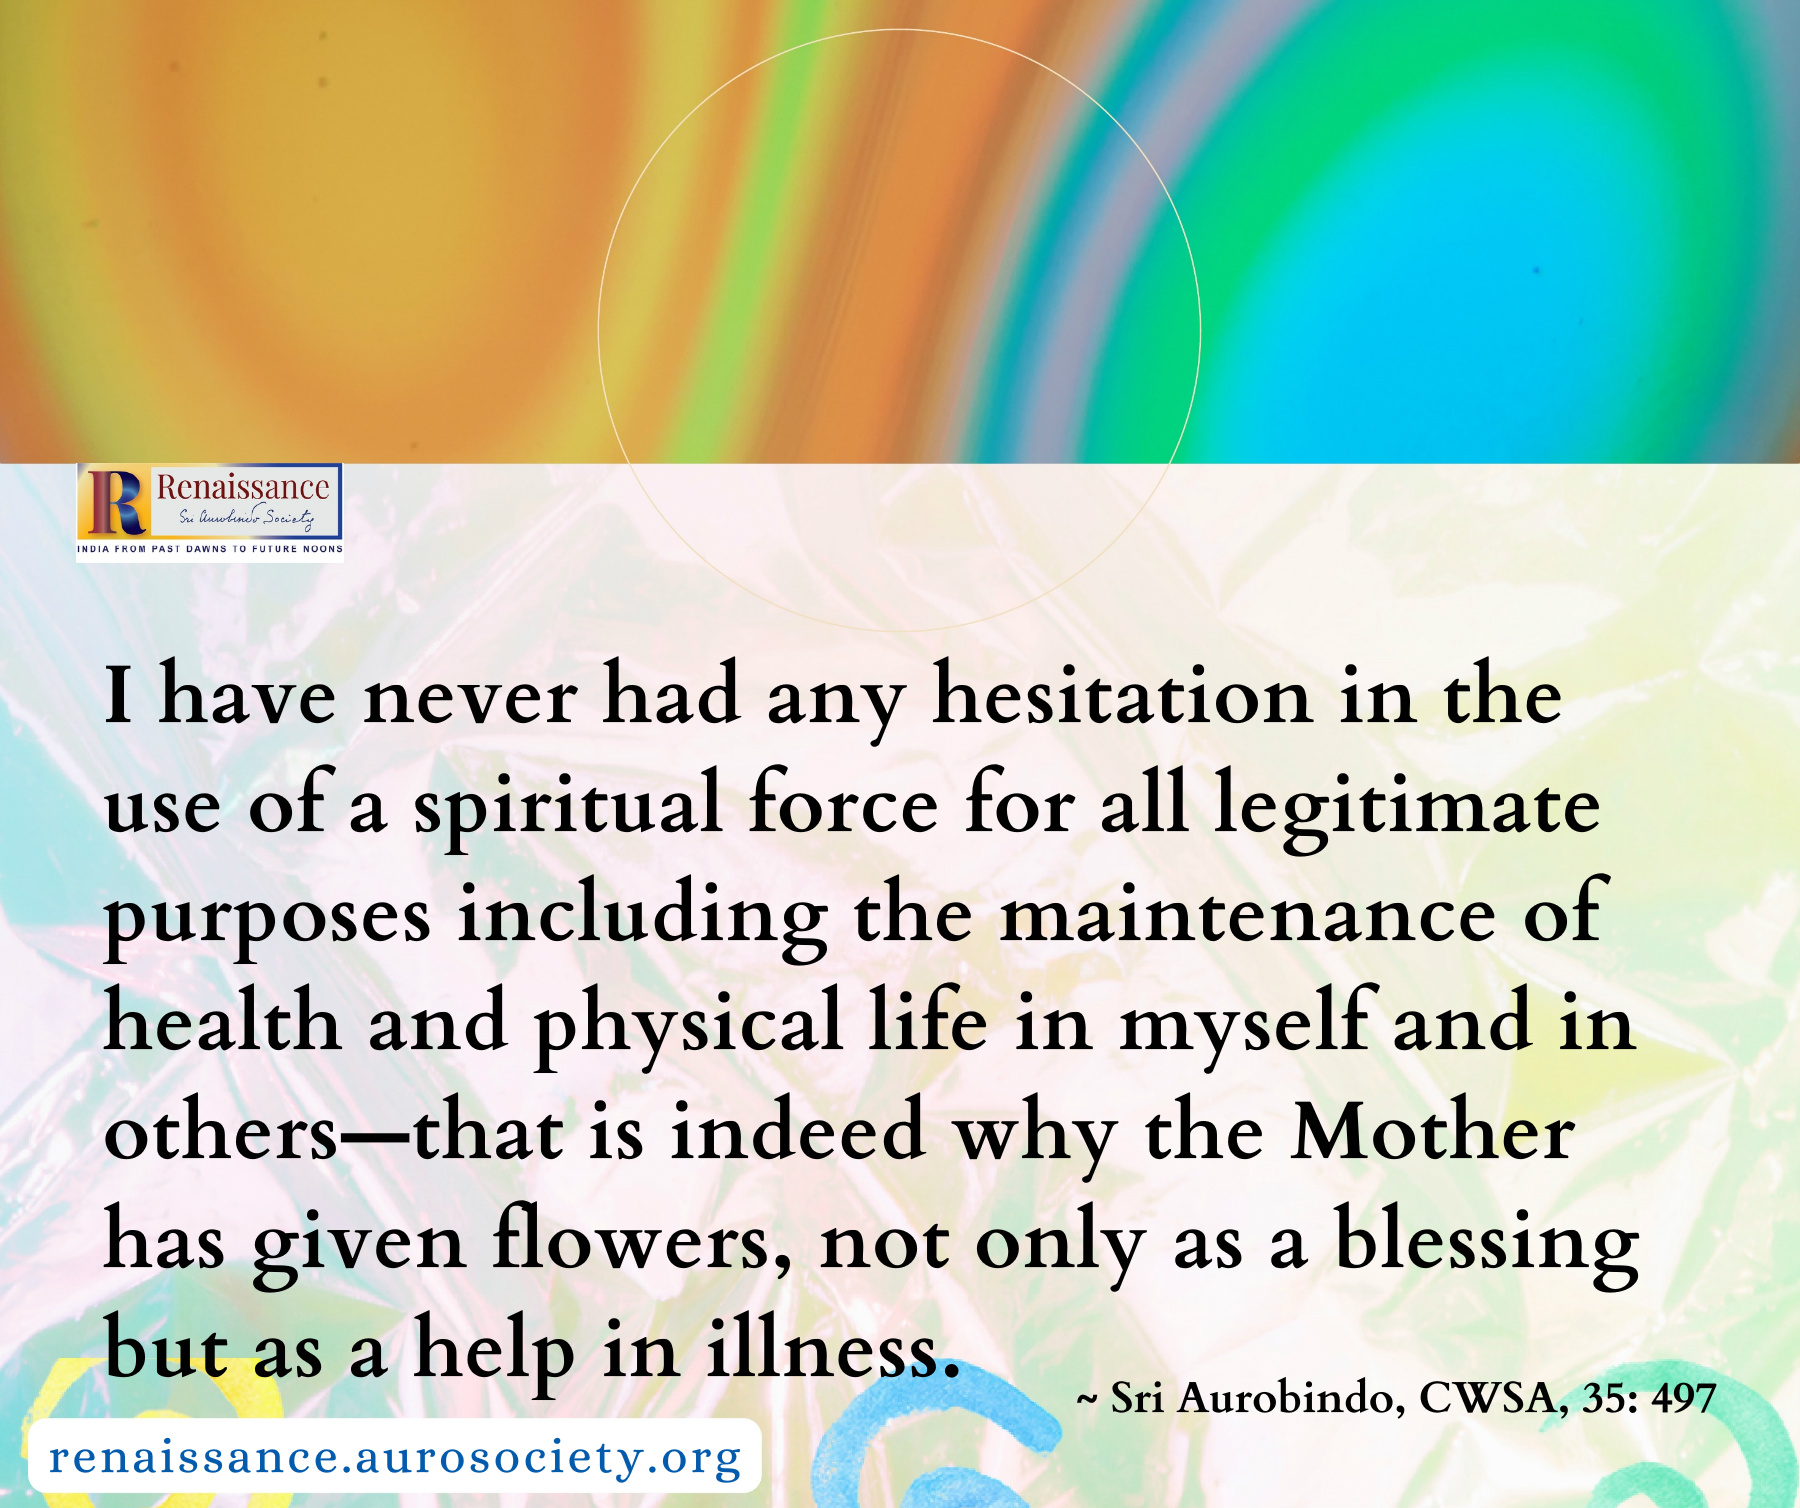 R Renaissance
Sri Aurobindo Society
INDIA FROM PAST DAWNS TO FUTURE NOONS
I have never had any hesitation in the
use of a spiritual force for all legitimate
purposes including the maintenance of
health and physical life in myself and in
others—that is indeed why the Mother
has given flowers, not only as a blessing
but as a help in illness.
~ Sri Aurobindo, CWSA, 35: 497
renaissance.aurosociety.org